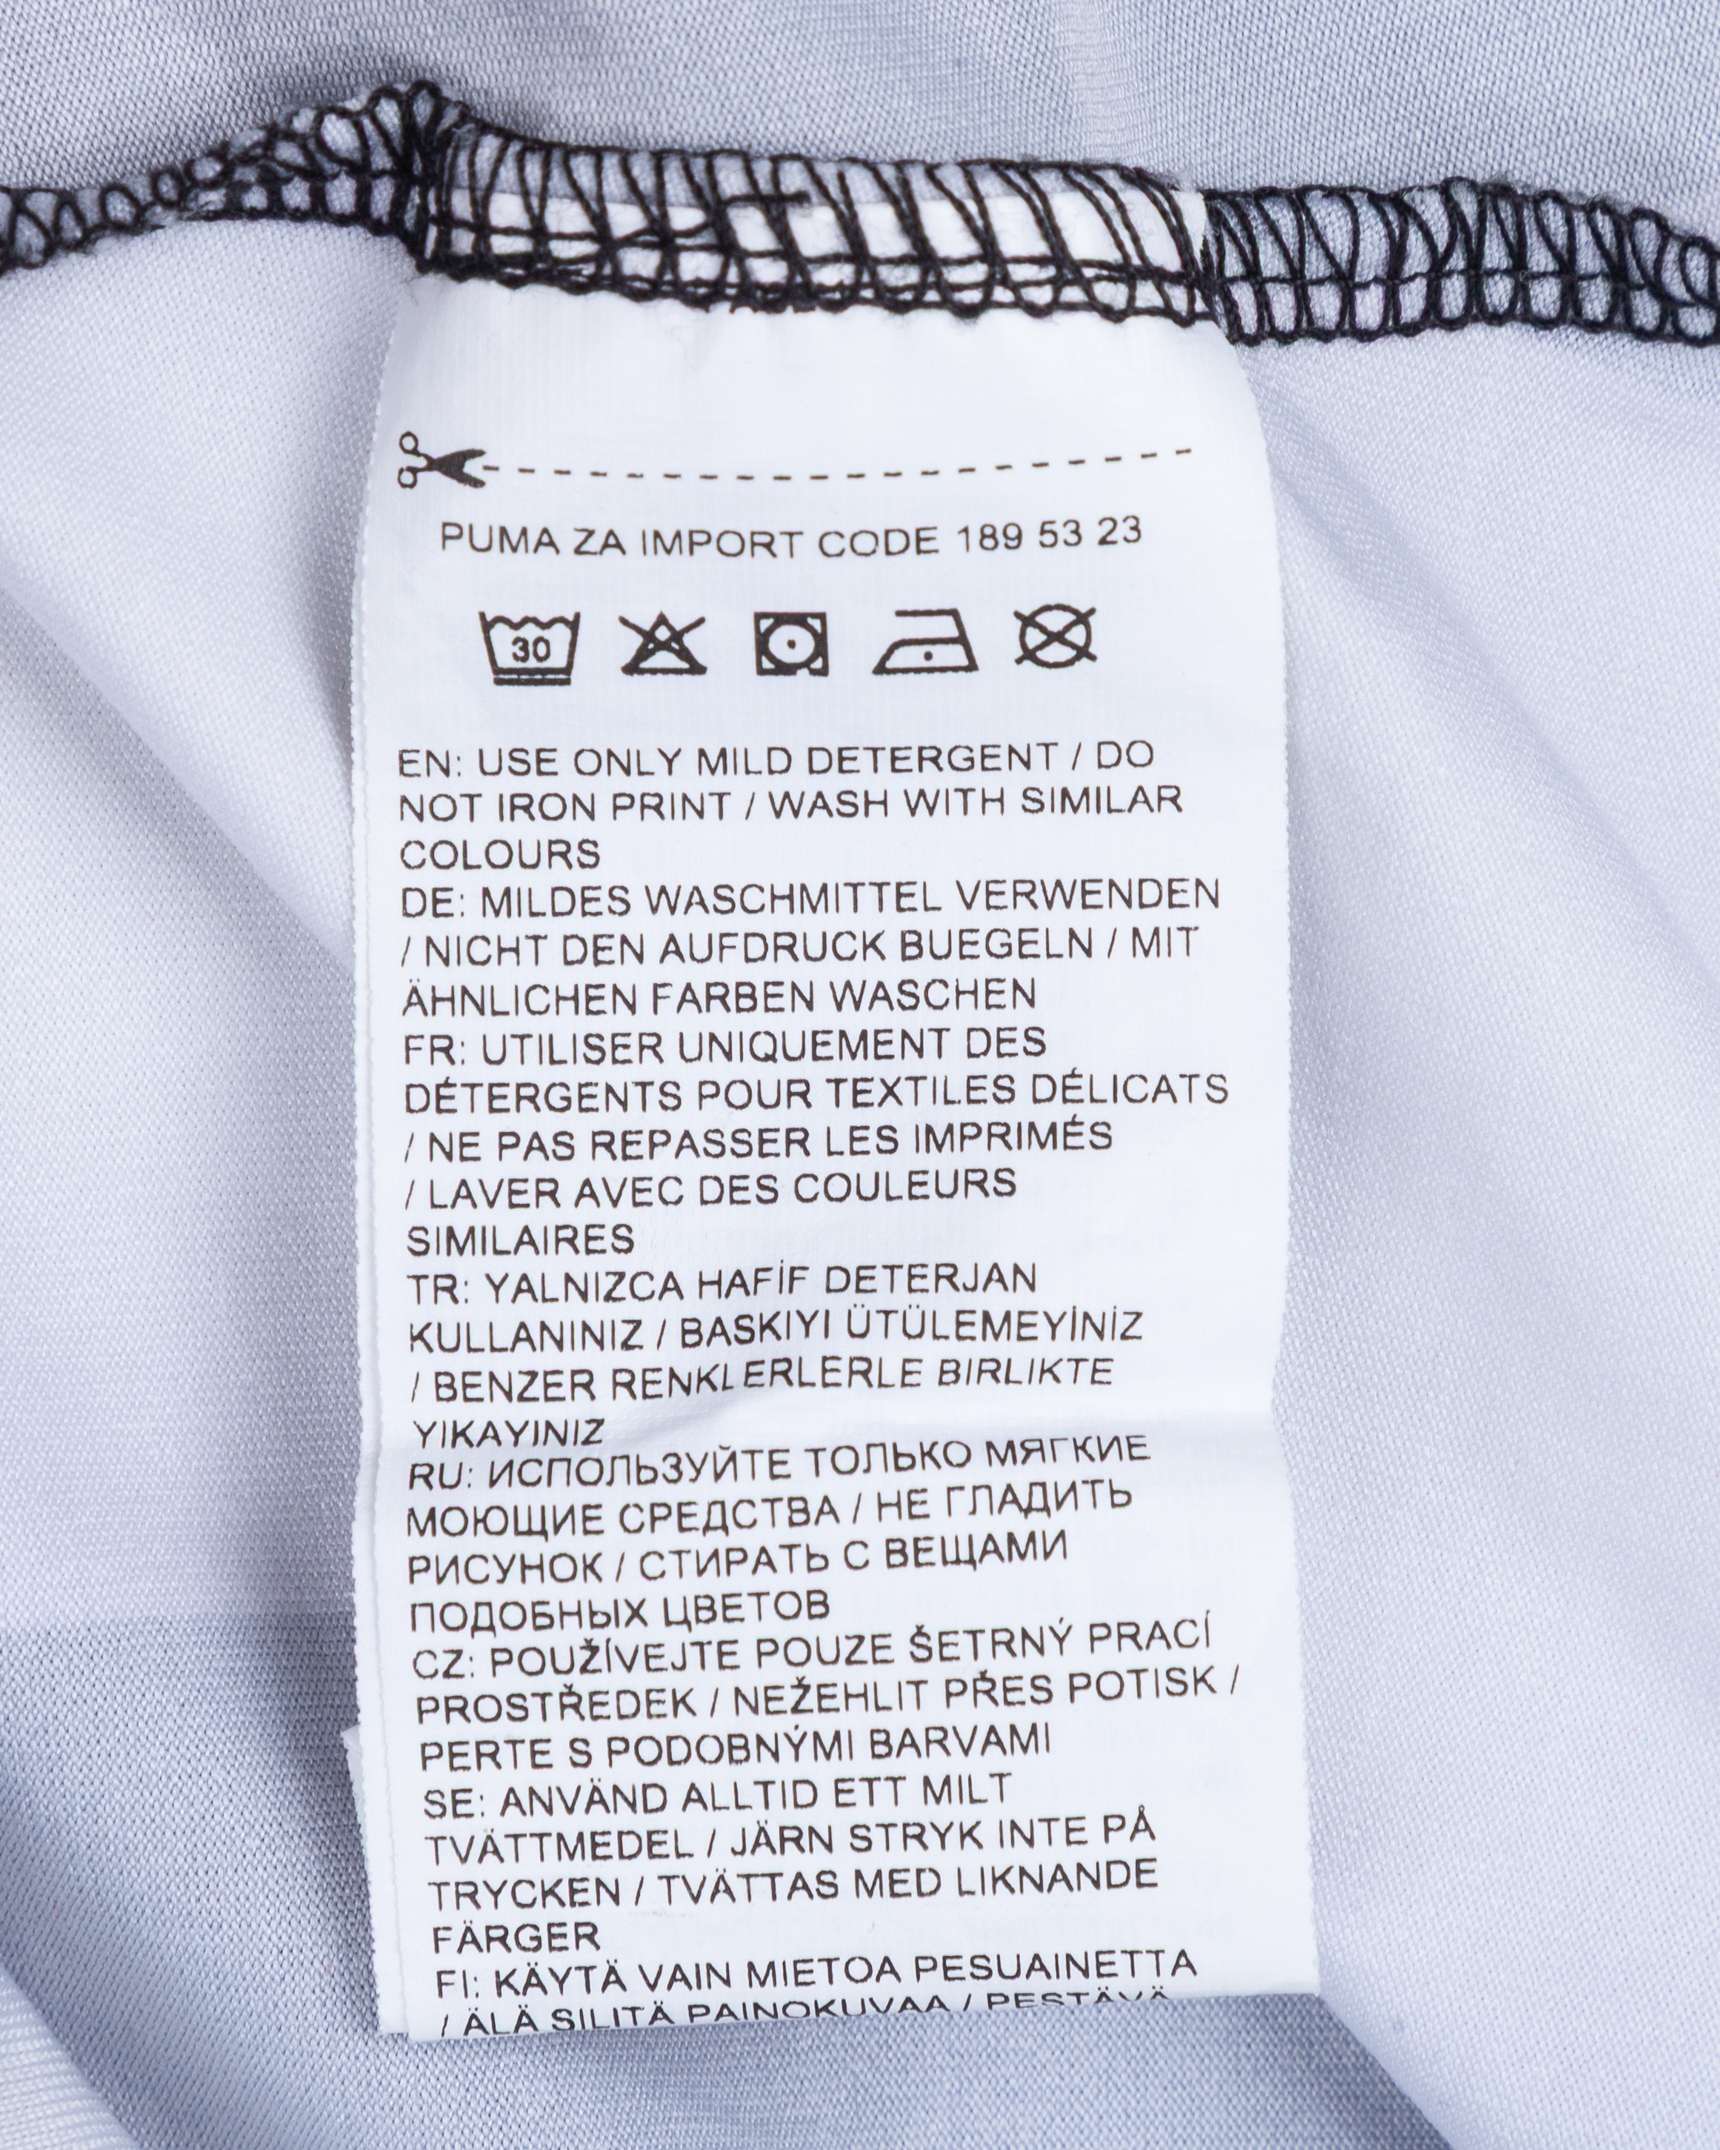 PUMA ZA IMPORT CODE 189 53 23
30
EN: USE ONLY MILD DETERGENT / DO
NOT IRON PRINT / WASH WITH SIMILAR
COLOURS
DE: MILDES WASCHMITTEL VERWENDEN
/ NICHT DEN AUFDRUCK BUEGELN / MIT
ÄHNLICHEN FARBEN WASCHEN
FR: UTILISER UNIQUEMENT DES
DÉTERGENTS POUR TEXTILES DÉLICATS
/ NE PAS REPASSER LES IMPRIMÉS
/ LAVER AVEC DES COULEURS
SIMILAIRES
TR: YALNIZCA HAFİF DETERJAN
KULLANINIZ / BASKIYI ÜTÜLEMEYİNİZ
/ BENZER RENKLERLERLE BIRLIKTE
YIKAYINIZ
RU: ИСПОЛЬЗУЙТЕ ТОЛЬКО МЯГКИЕ
МОЮЩИЕ СРЕДСТВА / НЕ ГЛАДИТЬ
РИСУНОК / СТИРАТЬ С ВЕЩАМИ
ПОДОБНЫХ ЦВЕТОВ
CZ: POUŽÍVEJTE POUZE ŠETRNÝ PRACÍ
PROSTŘEDEK / NEŽEHLIT PŘES POTISK /
PERTE S PODOBNÝMI BARVAMI
SE: ANVÄND ALLTID ETT MILT
TVÄTTMEDEL / JÄRN STRYK INTE PÅ
TRYCKEN / TVÄTTAS MED LIKNANDE
FÄRGER
FI: KÄYTÄ VAIN MIETOA PESUAINETTA
/ ÄLÄ SILITÄ PAINOKUVAA / PESTÄVÄ